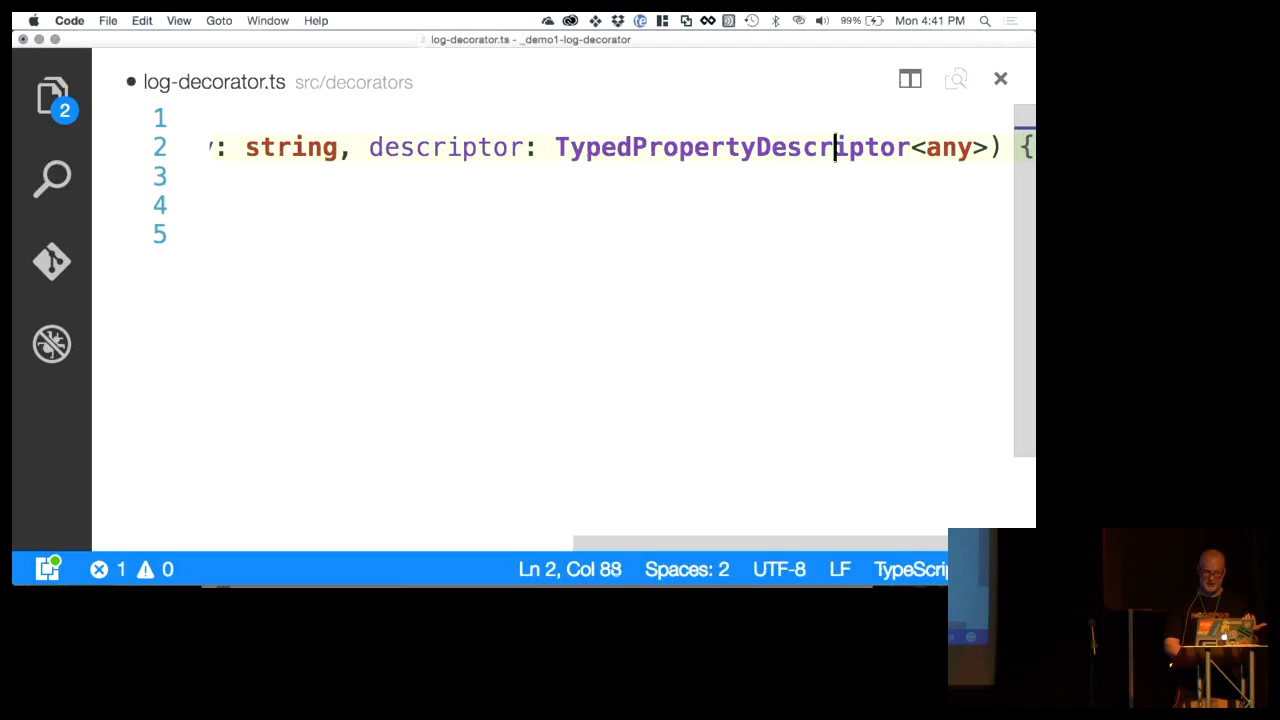 Code File Edit View Goto Window Help 99% Mon 4:41 PM
log-decorator.ts - _demo1-log-decorator
log-decorator.ts src/decorators
2
1
2 : string, descriptor: TypedPropertyDescriptor<any>) {
3
4
5
1 0 Ln 2, Col 88 Spaces: 2 UTF-8 LF TypeScrip